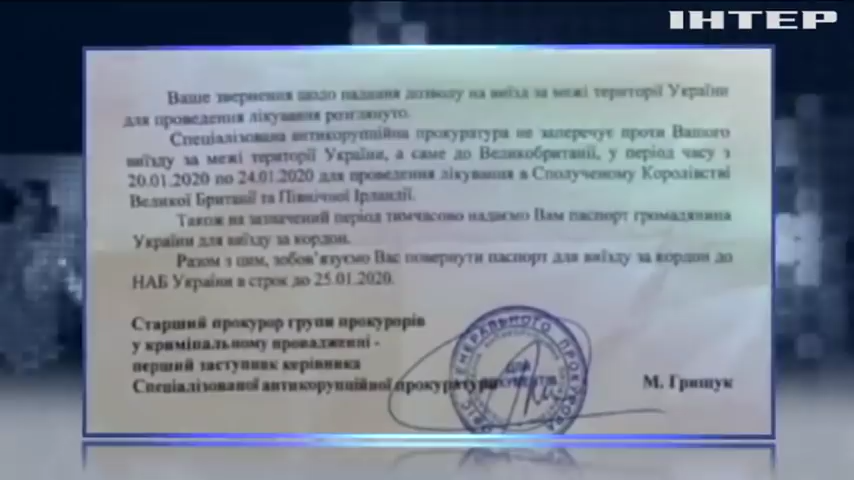 ІНТЕР
Ваше звернення щодо надання дозволу на виїзд за межі території України
для проведення лікування розглянуто.
Спеціалізована антикорупційна прокуратура не заперечує проти Вашого
виїзду за межі території України, а саме до Великобританії, у період часу з
20.01.2020 по 24.01.2020 для проведення лікування в Сполученому Королівстві
Великої Британії та Північної Ірландії.
Також на зазначений період тимчасово надаємо Вам паспорт громадянина
України для виїзду за кордон.
Разом з цим, зобов'язуємо Вас повернути паспорт для виїзду за кордон до
НАБ України в строк до 25.01.2020.
Старший прокурор групи прокурорів
у кримінальному провадженні -
перший заступник керівника
Спеціалізованої антикорупційної прокуратури
М. Грищук
ОФІС ГЕНЕРАЛЬНОГО ПРОКУРОРА
ДЛЯ
ДОКУМЕНТІВ